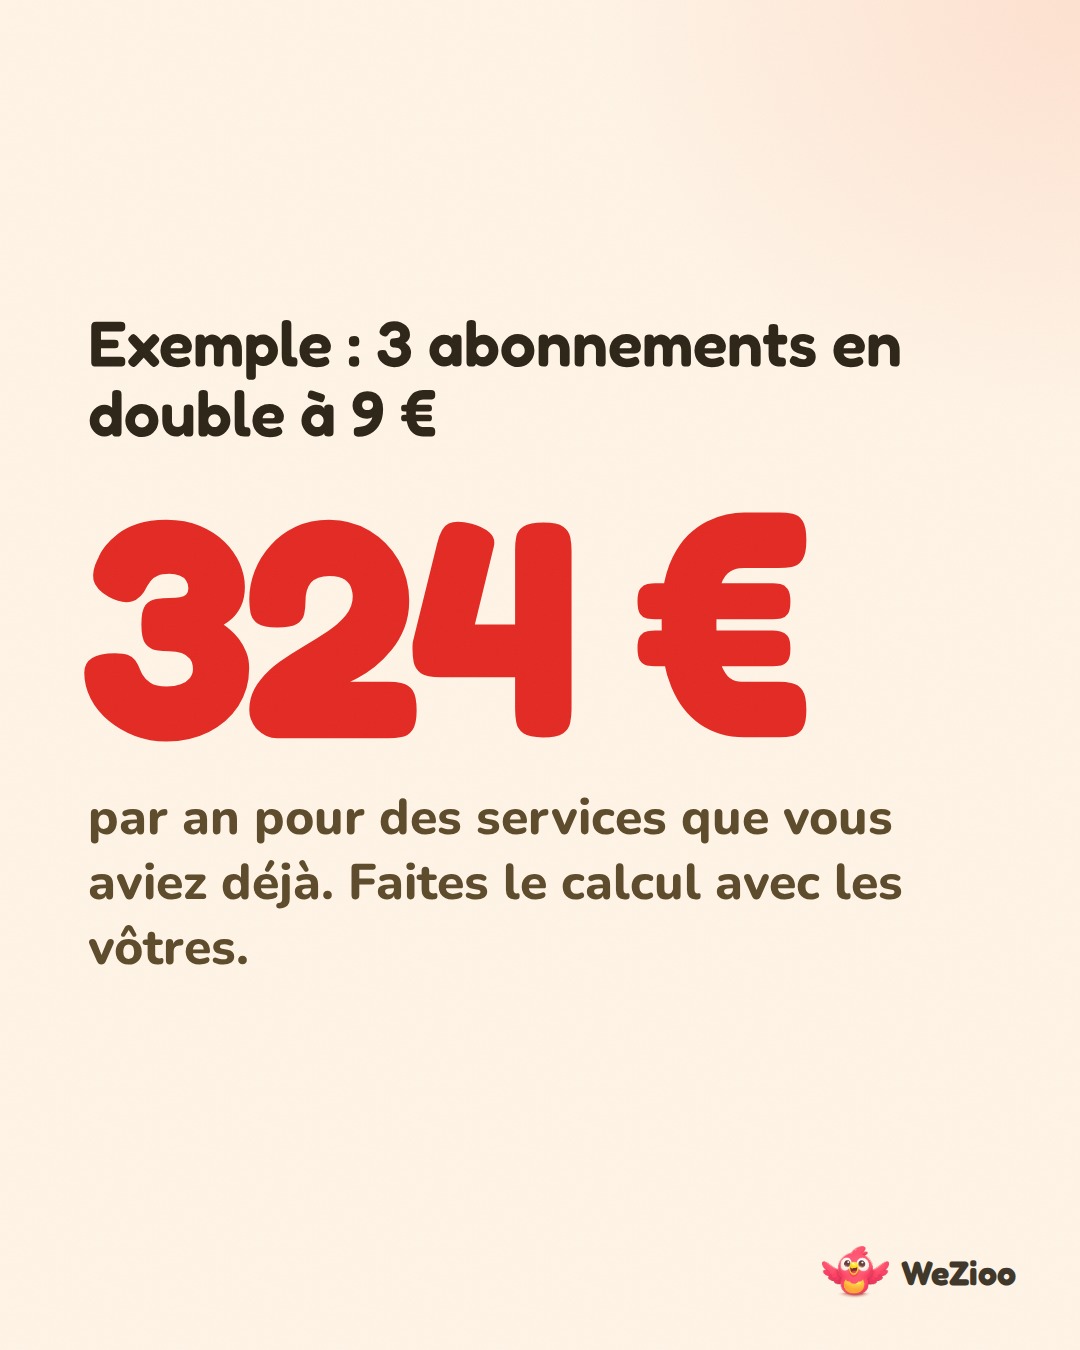 Exemple : 3 abonnements en
double à 9 €
324 €
par an pour des services que vous
aviez déjà. Faites le calcul avec les
vôtres.
WeZioo